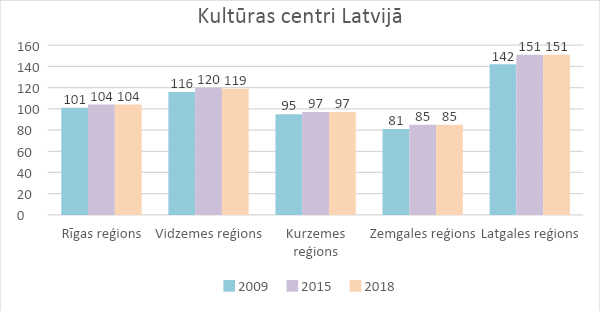 Kultūras centri Latvijā
160
140
120
100
80
60
40
20
0
101 104 104
116 120 119
95 97 97
81 85 85
142 151 151
Rīgas reģions
Vidzemes reģions
Kurzemes
reģions
Zemgales reģions
Latgales reģions
2009 2015 2018